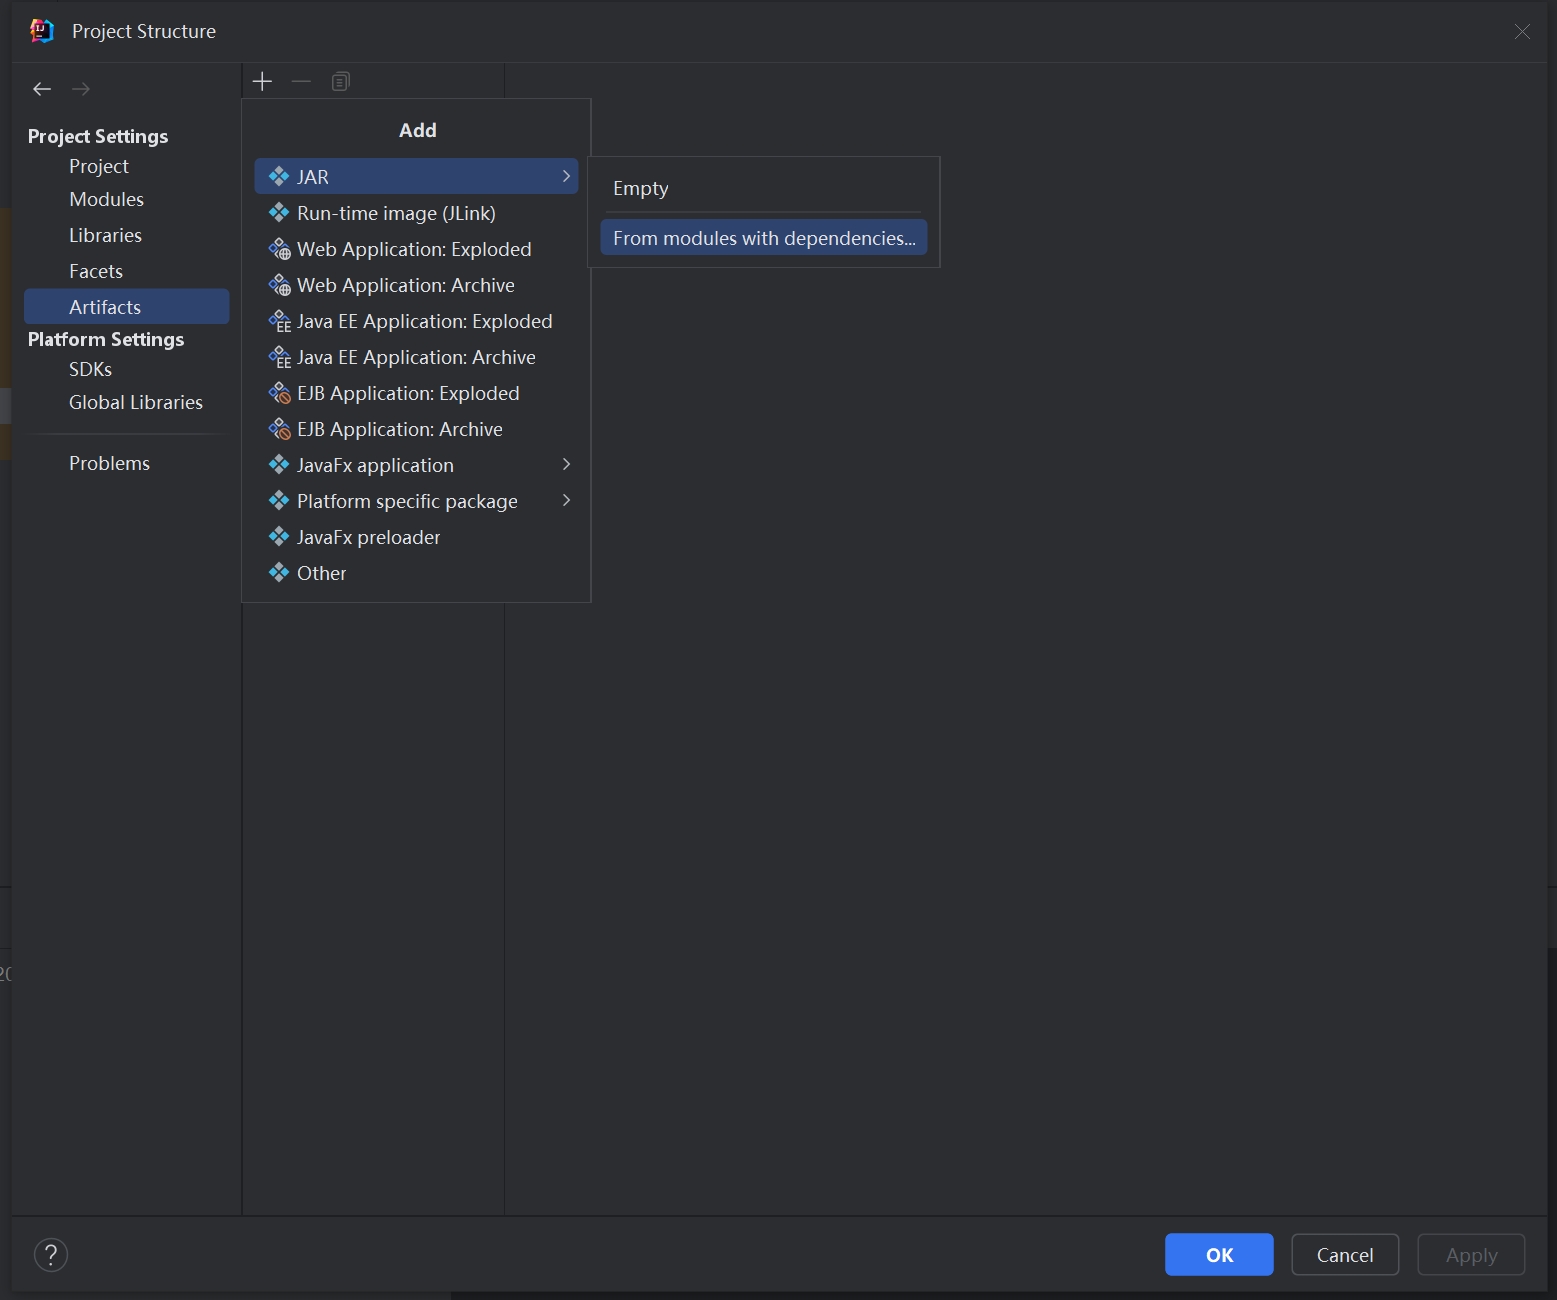 Project Structure
Project Settings
Project
Modules
Libraries
Facets
Artifacts
Platform Settings
SDKs
Global Libraries
Problems
Add
JAR
Run-time image (JLink)
Web Application: Exploded
Web Application: Archive
Java EE Application: Exploded
Java EE Application: Archive
EJB Application: Exploded
EJB Application: Archive
JavaFx application
Platform specific package
JavaFx preloader
Other
Empty
From modules with dependencies...
20
?
OK
Cancel
Apply